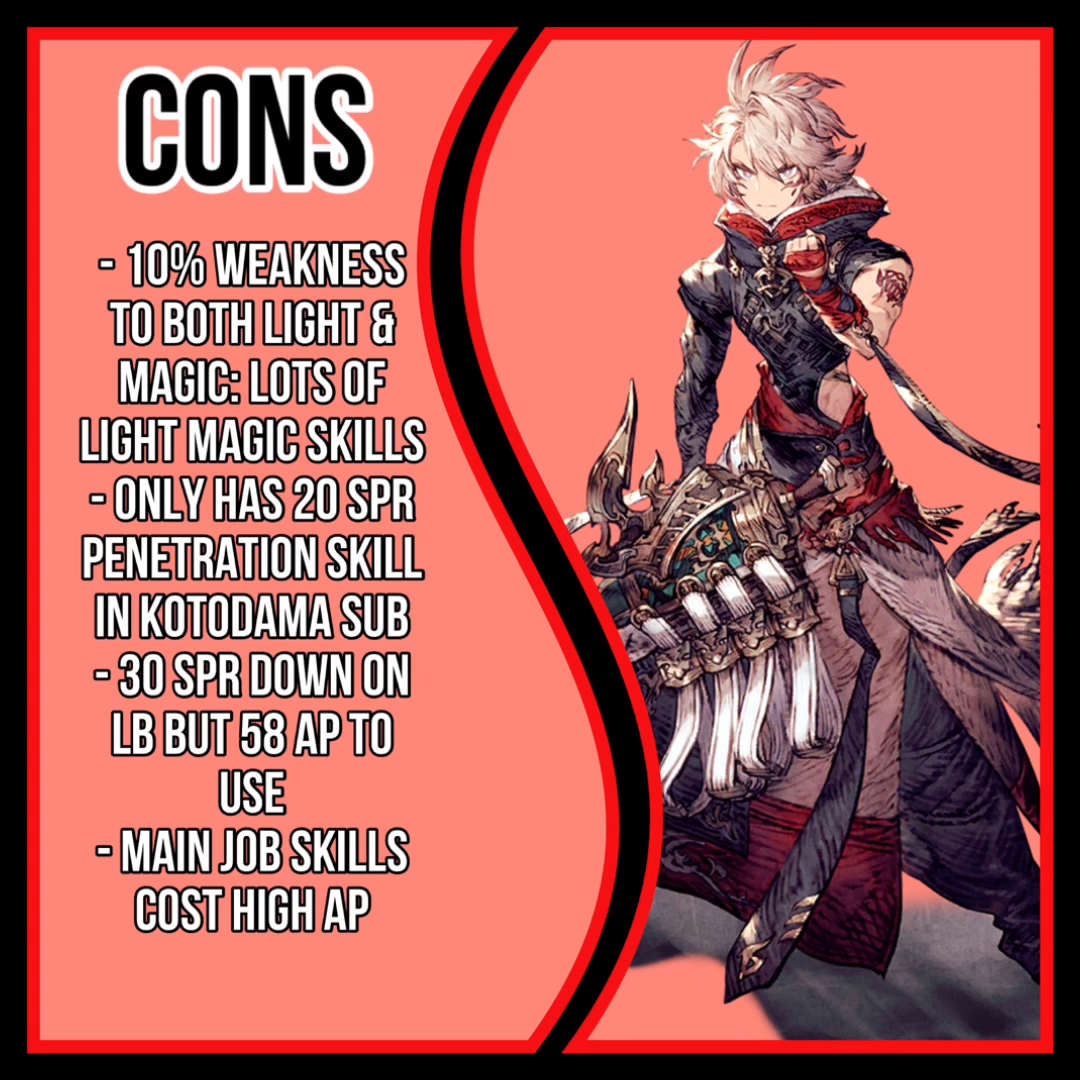 CONS
- 10% WEAKNESS
TO BOTH LIGHT &
MAGIC: LOTS OF
LIGHT MAGIC SKILLS
- ONLY HAS 20 SPR
PENETRATION SKILL
IN KOTODAMA SUB
- 30 SPR DOWN ON
LB BUT 58 AP TO
USE
- MAIN JOB SKILLS
COST HIGH AP